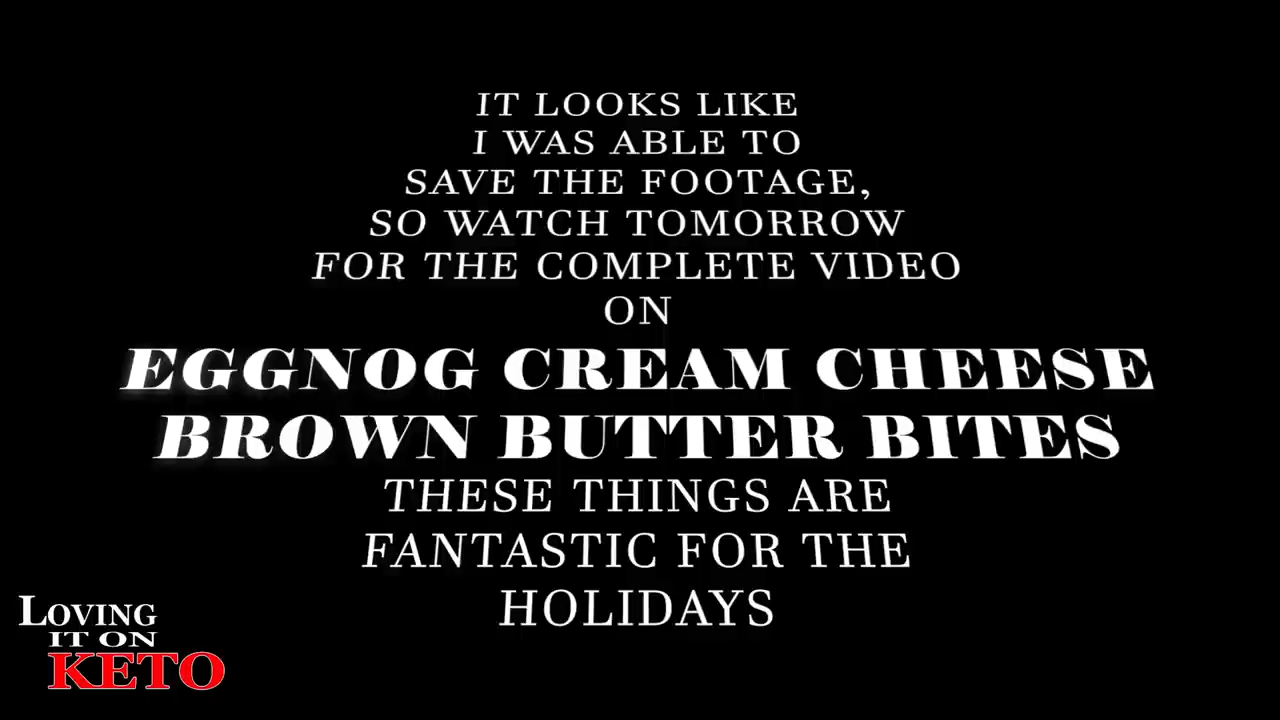 IT LOOKS LIKE
I WAS ABLE TO
SAVE THE FOOTAGE,
SO WATCH TOMORROW
FOR THE COMPLETE VIDEO
ON
EGGNOG CREAM CHEESE
BROWN BUTTER BITES
THESE THINGS ARE
FANTASTIC FOR THE
HOLIDAYS
LOVING
IT ON
KETO